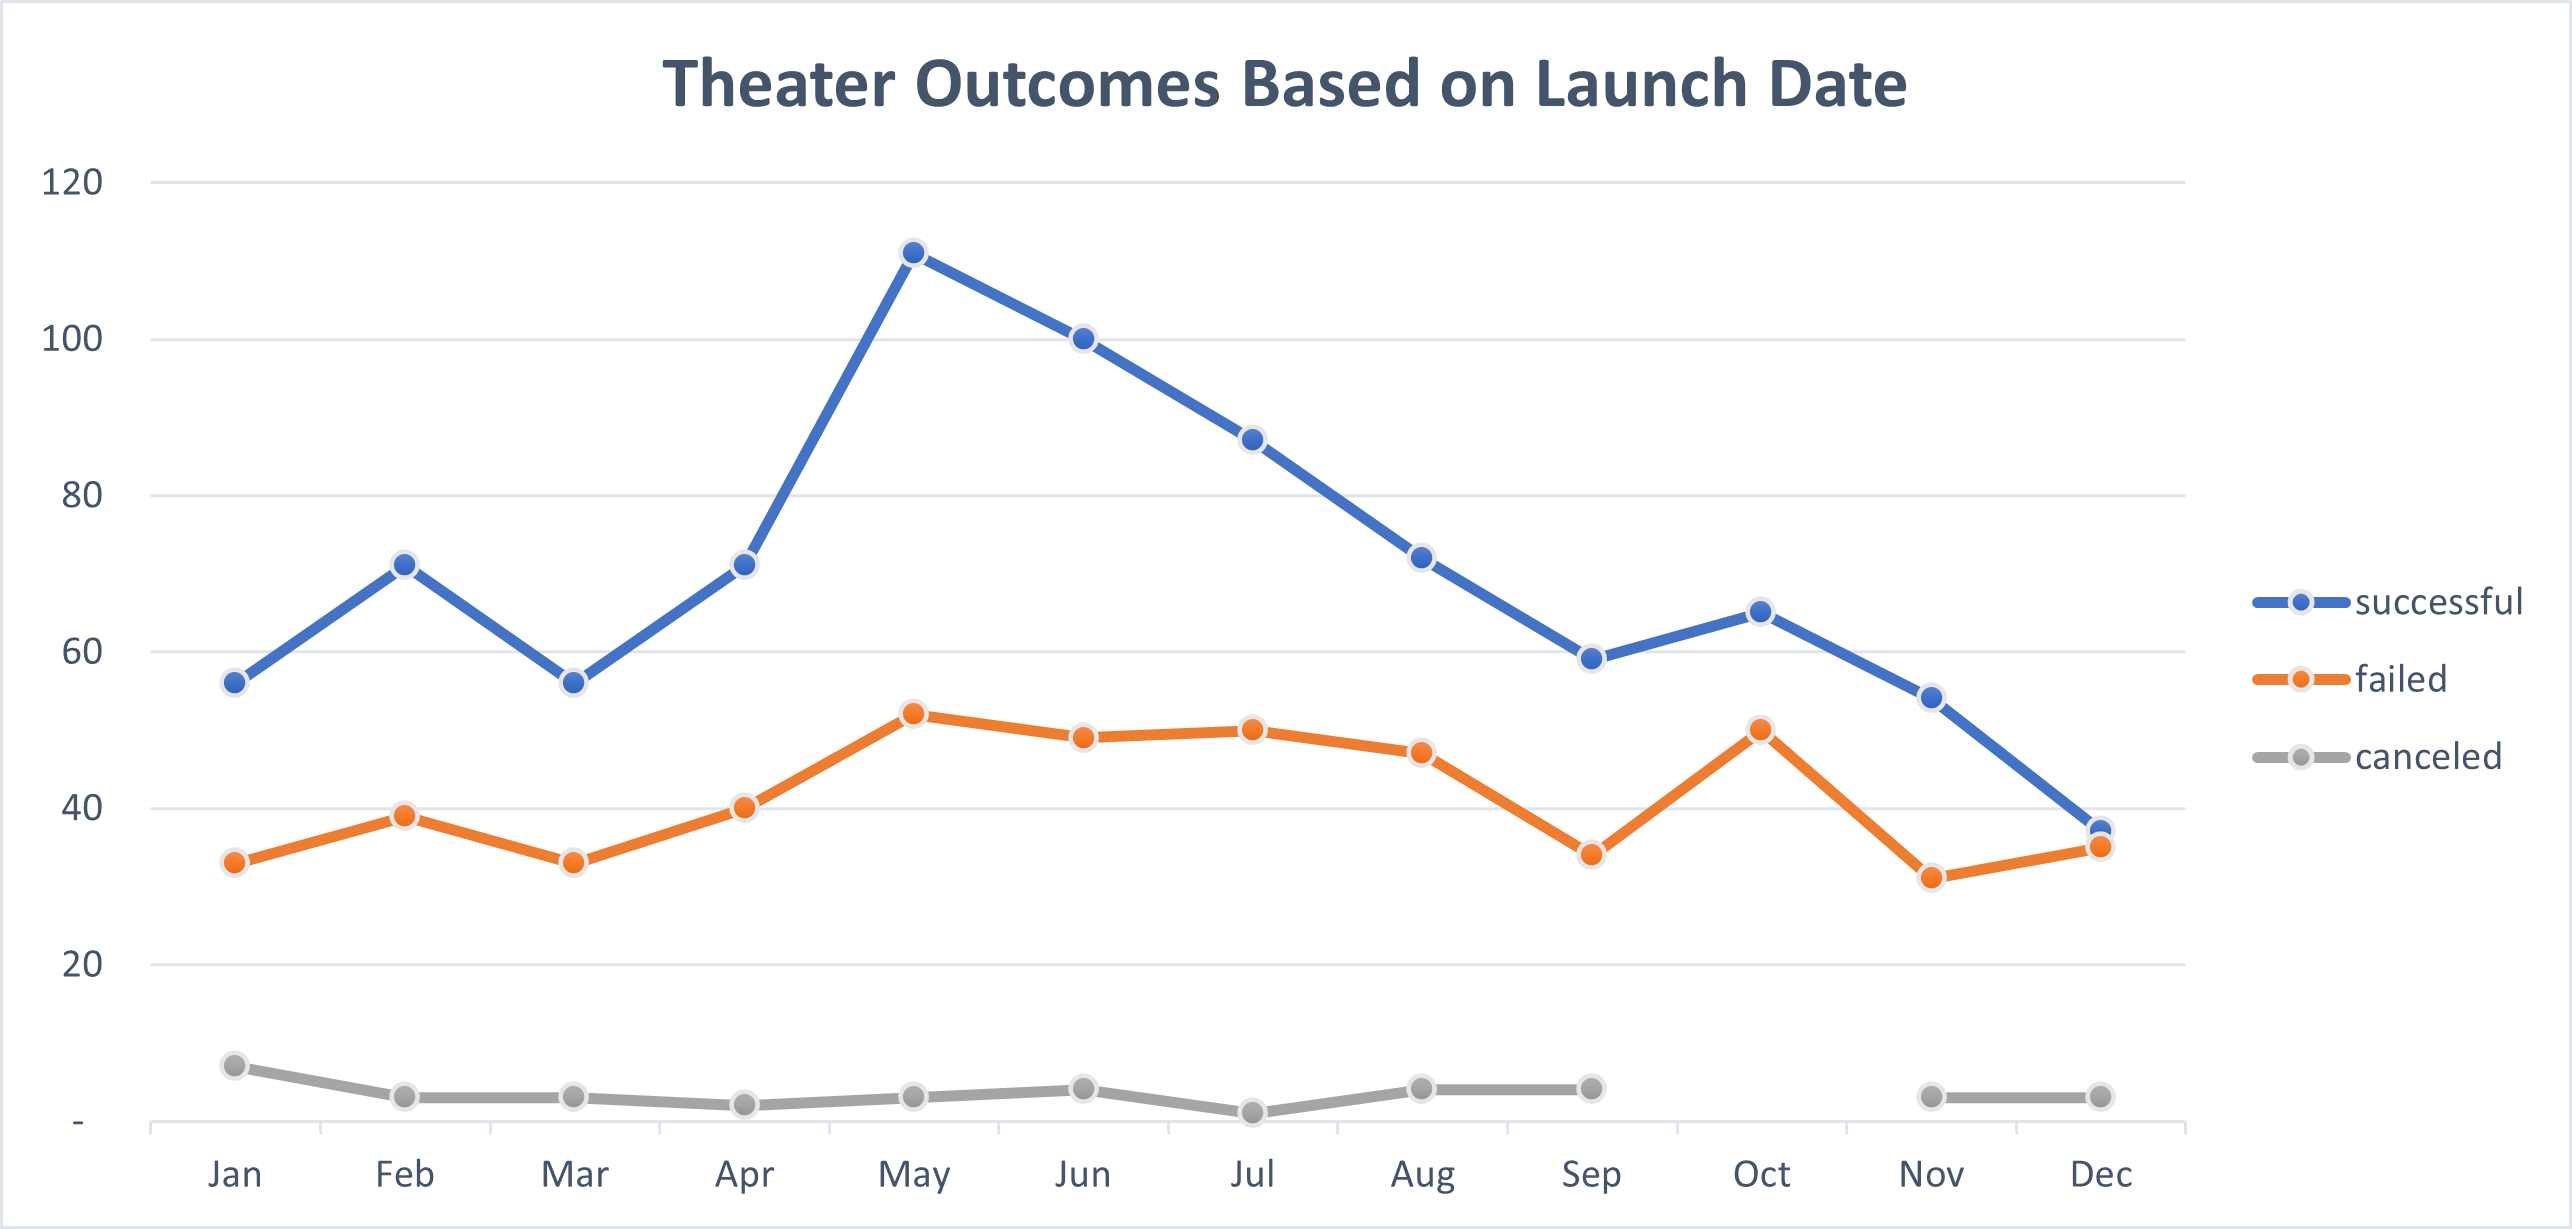 Theater Outcomes Based on Launch Date
120
100
80
60
40
20
-
Jan Feb Mar Apr May Jun Jul Aug Sep Oct Nov Dec
successful
failed
canceled